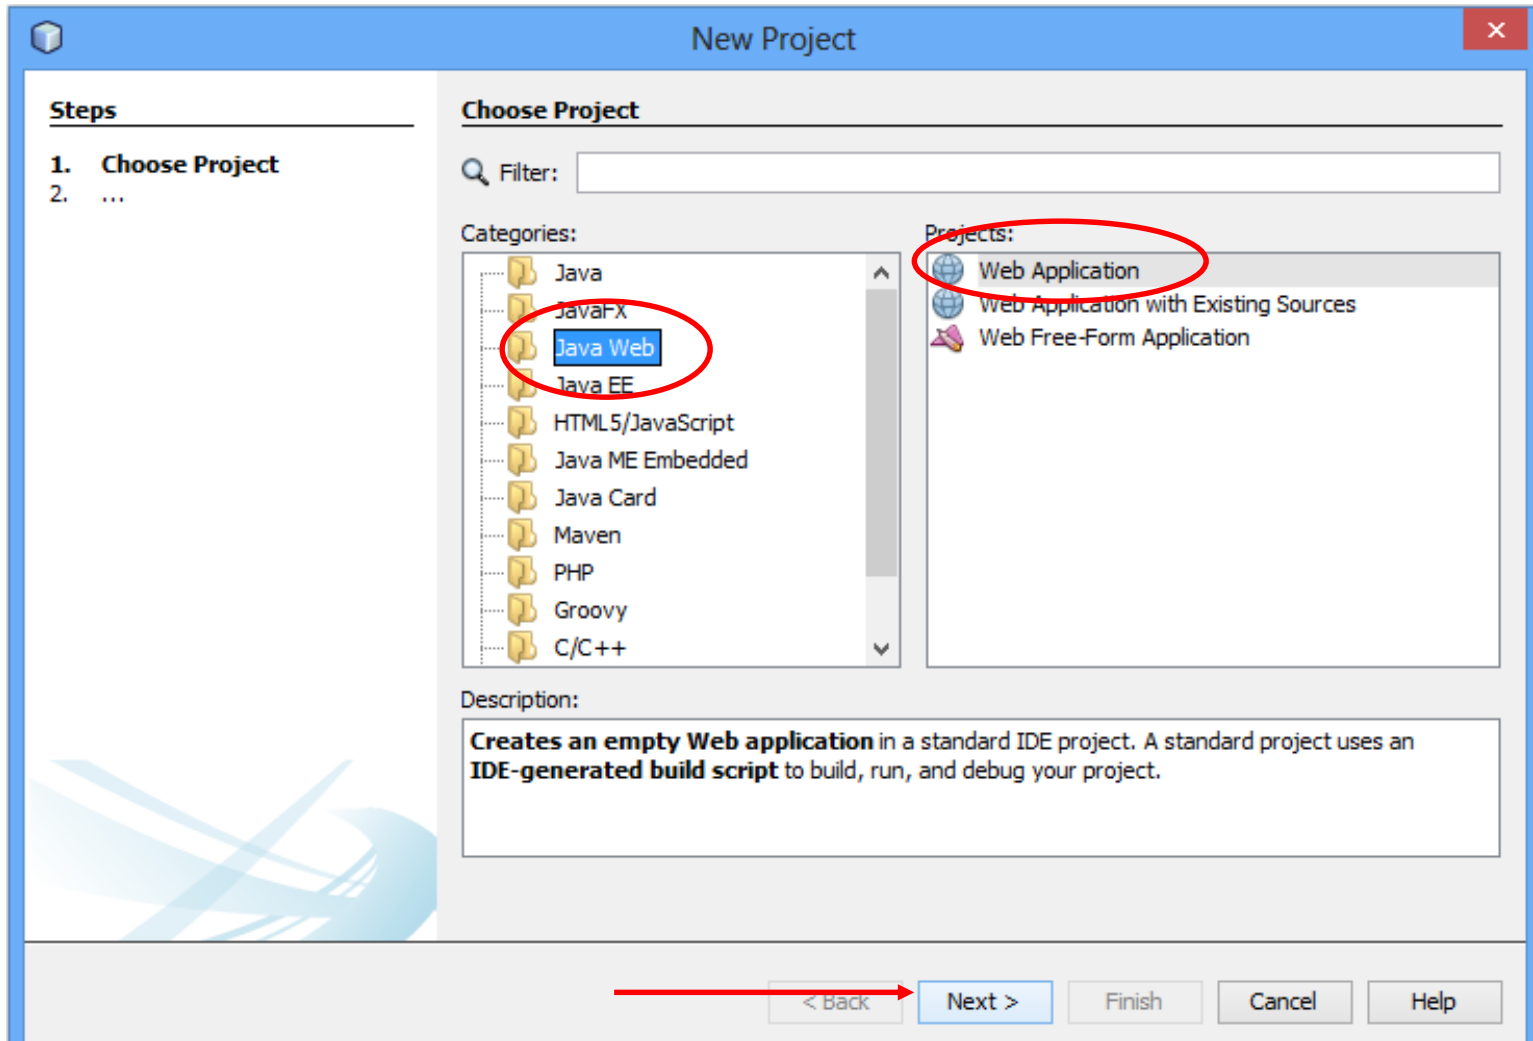 New Project
Steps
1. Choose Project
2. ...
Choose Project
Filter:
Categories:
Java
JavaFX
Java Web
Java EE
HTML5/JavaScript
Java ME Embedded
Java Card
Maven
PHP
Groovy
C/C++
Projects:
Web Application
Web Application with Existing Sources
Web Free-Form Application
Description:
Creates an empty Web application in a standard IDE project. A standard project uses an
IDE-generated build script to build, run, and debug your project.
< Back
Next >
Finish
Cancel
Help